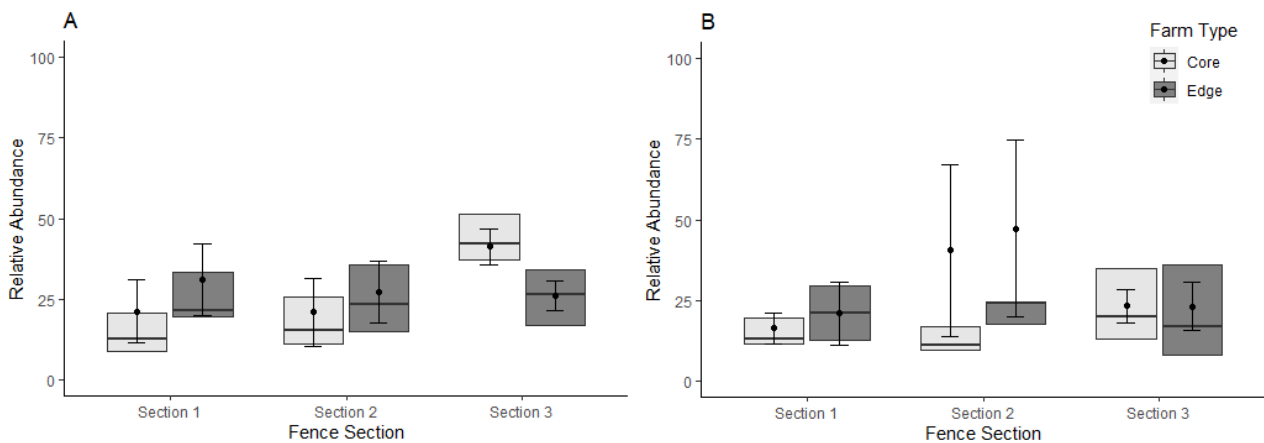 A
Relative Abundance
100
75
50
25
0
Section 1
Section 2
Section 3
Fence Section
B
Farm Type
Core
Edge
Relative Abundance
100
75
50
25
0
Section 1
Section 2
Section 3
Fence Section